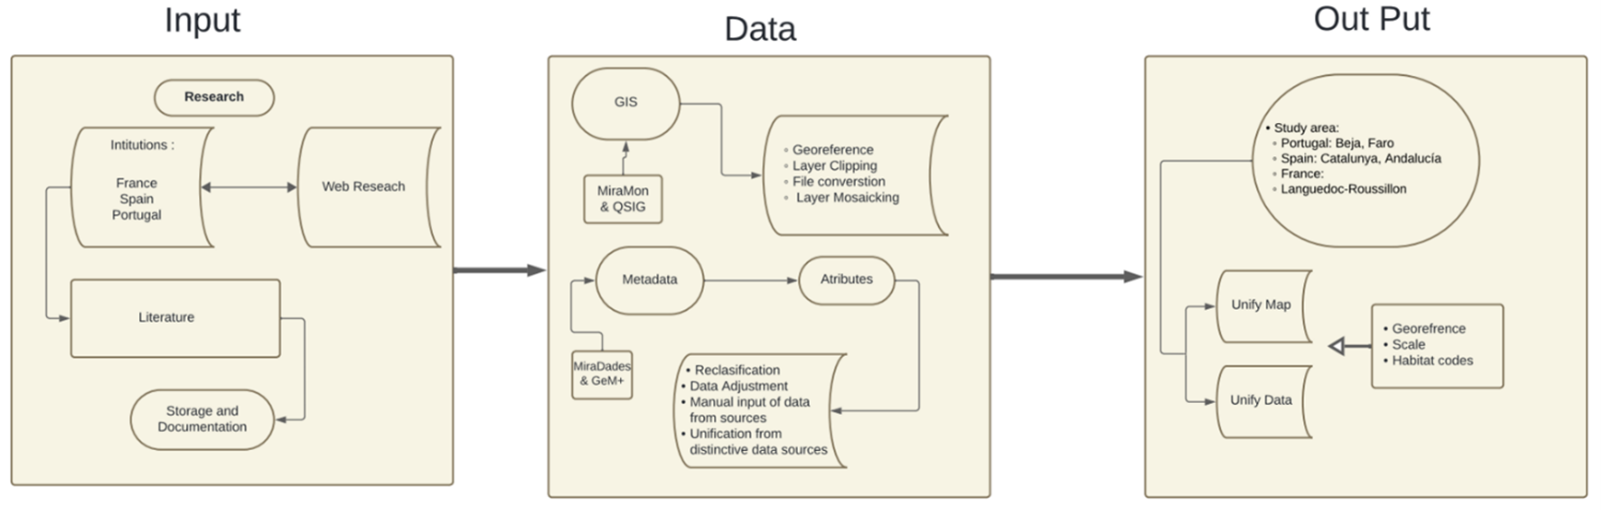 Input
Research
Intitutions :
France
Spain
Portugal
Web Reseach
Literature
Storage and
Documentation
Data
GIS
MiraMon
& QSIG
Georeference
Layer Clipping
File converstion
Layer Mosaicking
Metadata
Atributes
MiraDades
& GeM+
• Reclasification
• Data Adjustment
• Manual input of data
from sources
• Unification from
distinctive data sources
Out Put
• Study area:
Portugal: Beja, Faro
Spain: Catalunya, Andalucía
France:
Languedoc-Roussillon
Unify Map
Unify Data
• Georefrence
• Scale
• Habitat codes